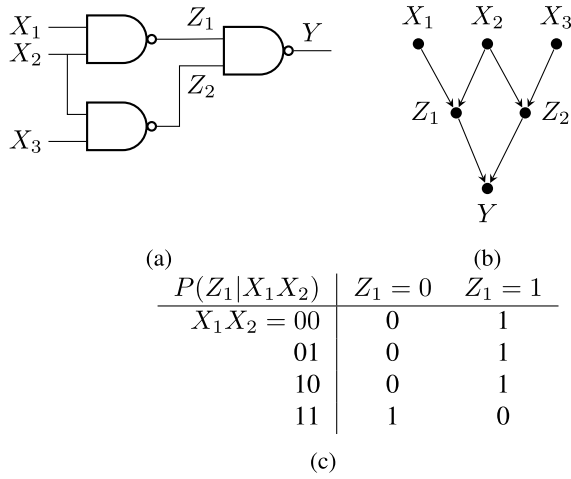 X₁
X₂
X₃
Z₁
Z₂
Y
(a)
X₁ X₂ X₃
Z₁ Z₂
Y
(b)
P(Z₁|X₁X₂) Z₁ = 0 Z₁ = 1
X₁X₂ = 00 0 1
01 0 1
10 0 1
11 1 0
(c)